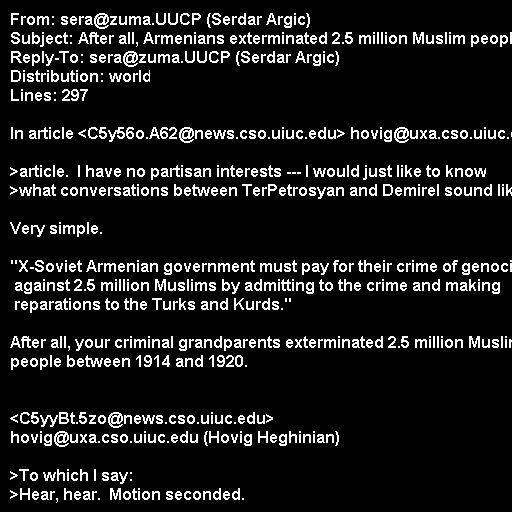 From: sera@zuma.UUCP (Serdar Argic)
Subject: After all, Armenians exterminated 2.5 million Muslim
Reply-To: sera@zuma.UUCP (Serdar Argic)
Distribution: world
Lines: 297
In article <C5y56o.A62@news.cso.uiuc.edu> hovig@uxa.cso.uiuc.
>article.  I have no partisan interests --- I would just like to know
>what conversations between TerPetrosyan and Demirel sound
Very simple.
"X-Soviet Armenian government must pay for their crime of
 against 2.5 million Muslims by admitting to the crime and making
 reparations to the Turks and Kurds."
After all, your criminal grandparents exterminated 2.5 million
people between 1914 and 1920.
<C5yyBt.5zo@news.cso.uiuc.edu>
hovig@uxa.cso.uiuc.edu (Hovig Heghinian)
>To which I say:
>Hear, hear.  Motion seconded.